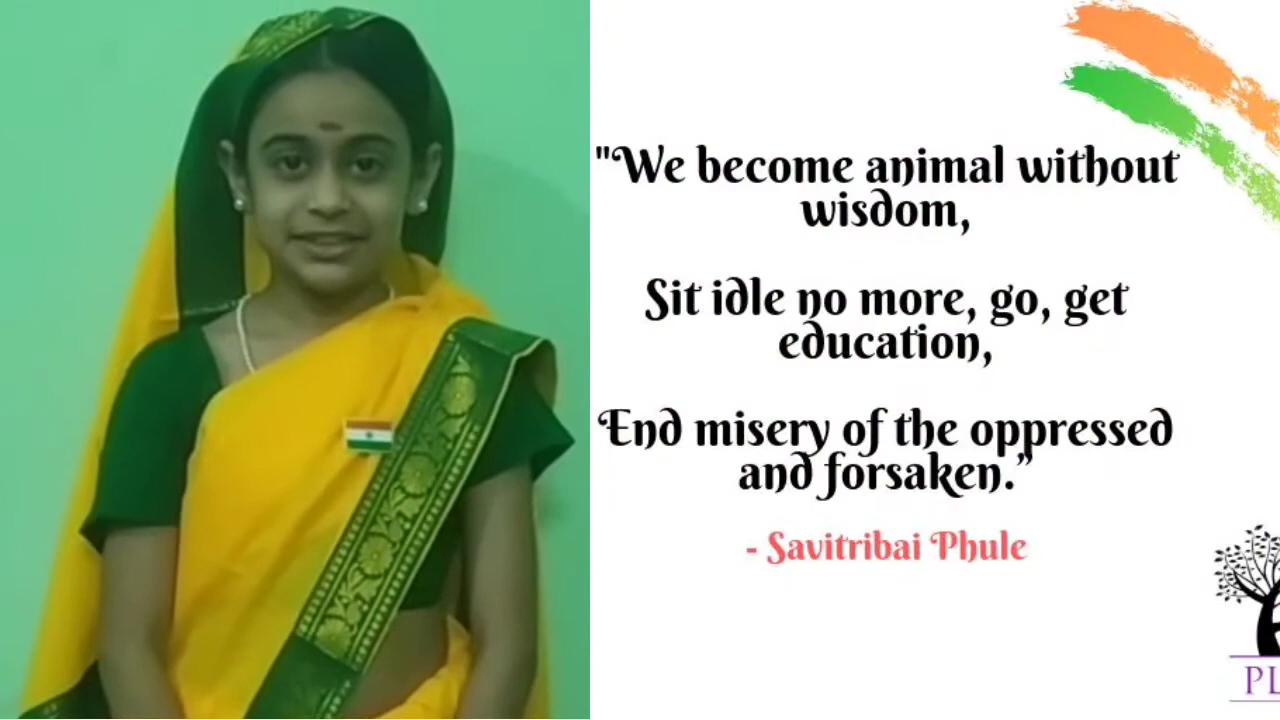 "We become animal without
wisdom,
Sit idle no more, go, get
education,
End misery of the oppressed
and forsaken.”
- Savitribai Phule
PL